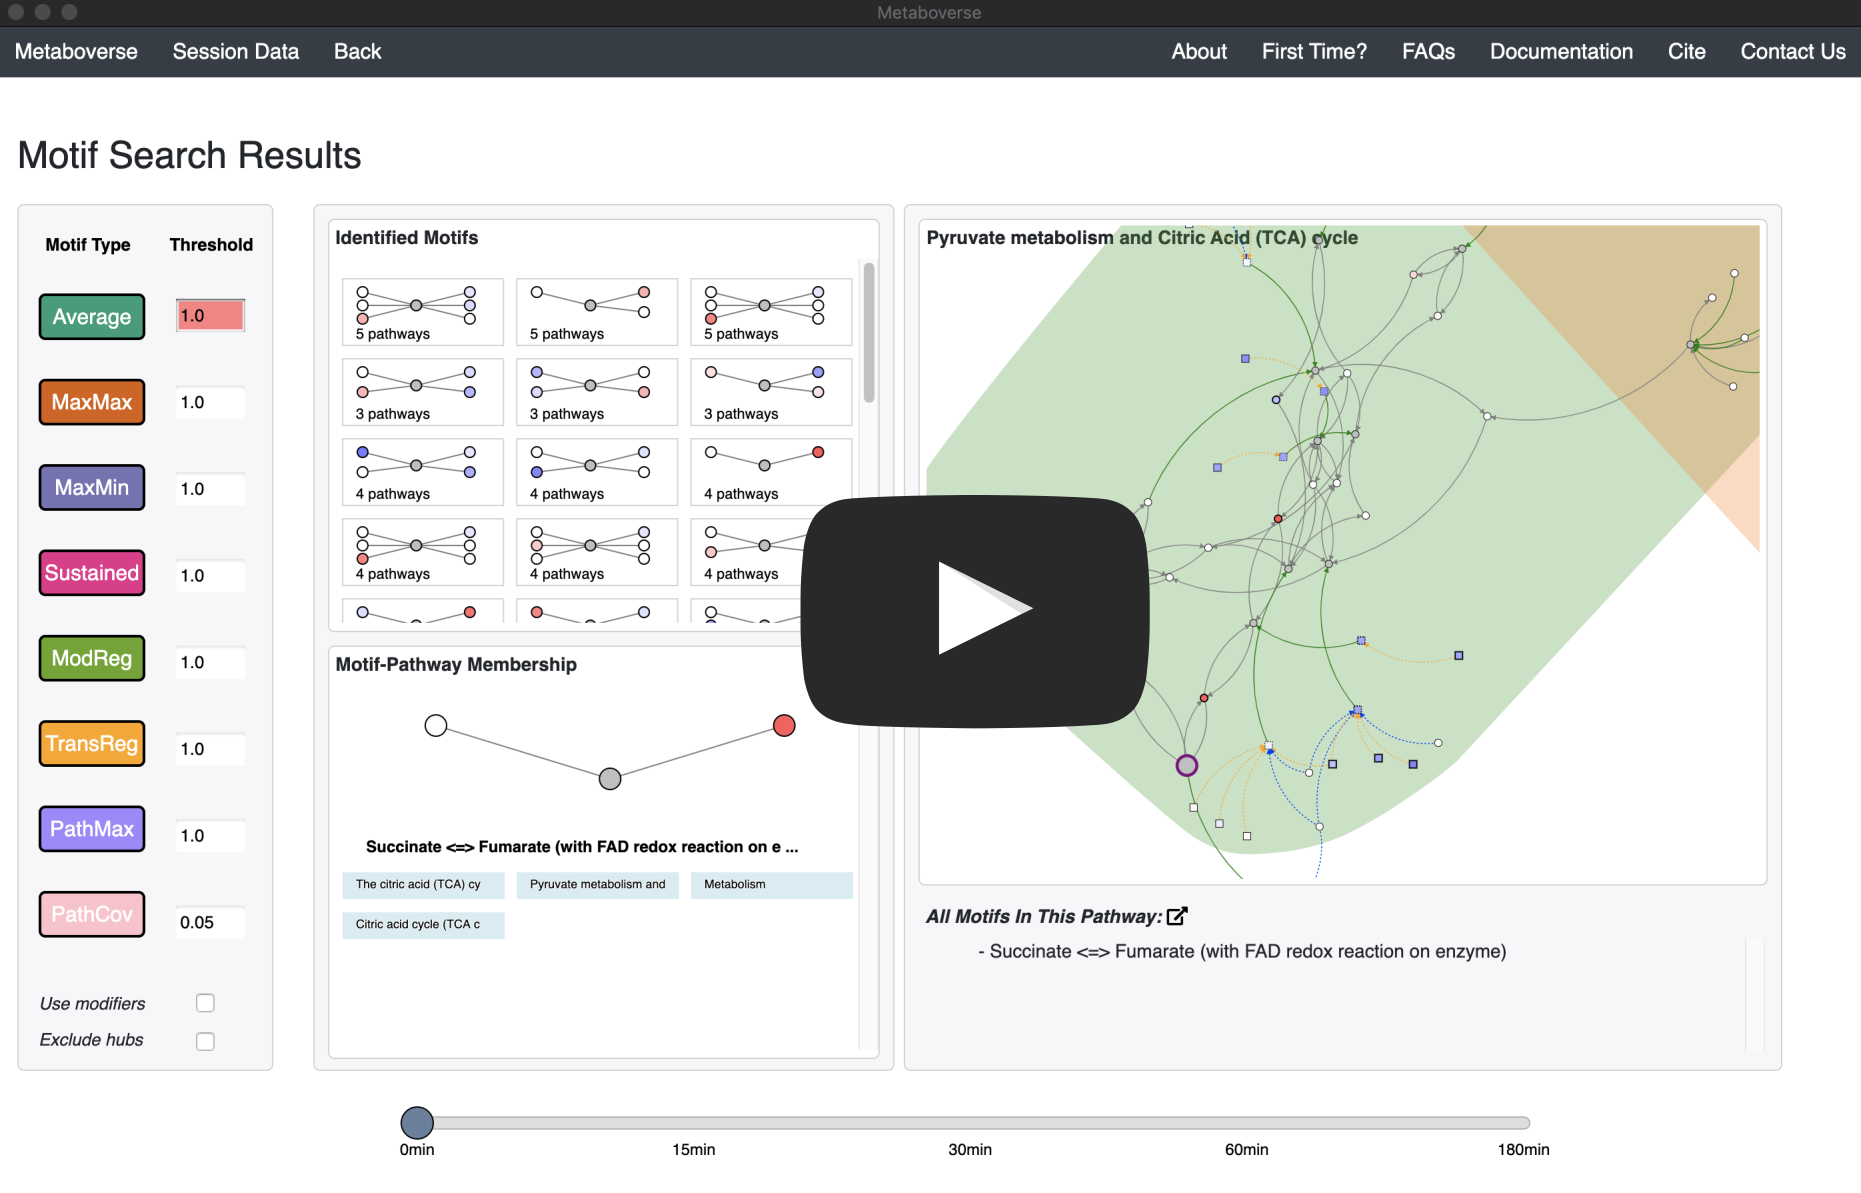 Metaboverse
Metaboverse Session Data Back About First Time? FAQs Documentation Cite Contact Us
Motif Search Results
Motif Type Threshold
Average 1.0
MaxMax 1.0
MaxMin 1.0
Sustained 1.0
ModReg 1.0
TransReg 1.0
PathMax 1.0
PathCov 0.05
Use modifiers
Exclude hubs
Identified Motifs
5 pathways 5 pathways 5 pathways
3 pathways 3 pathways 3 pathways
4 pathways 4 pathways 4 pathways
4 pathways 4 pathways 4 pathways
Motif-Pathway Membership
Succinate <=> Fumarate (with FAD redox reaction on e ...
The citric acid (TCA) cy Pyruvate metabolism and Metabolism
Citric acid cycle (TCA c
Pyruvate metabolism and Citric Acid (TCA) cycle
All Motifs In This Pathway:
- Succinate <=> Fumarate (with FAD redox reaction on enzyme)
0min 15min 30min 60min 180min